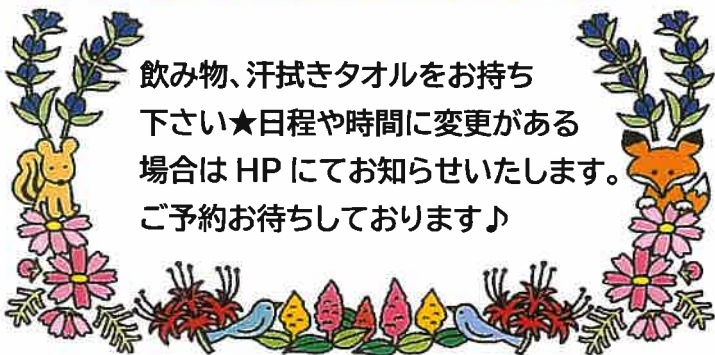 飲み物、汗拭きタオルをお持ち
下さい★日程や時間に変更がある
場合は HP にてお知らせいたします。
ご予約お待ちしております♪